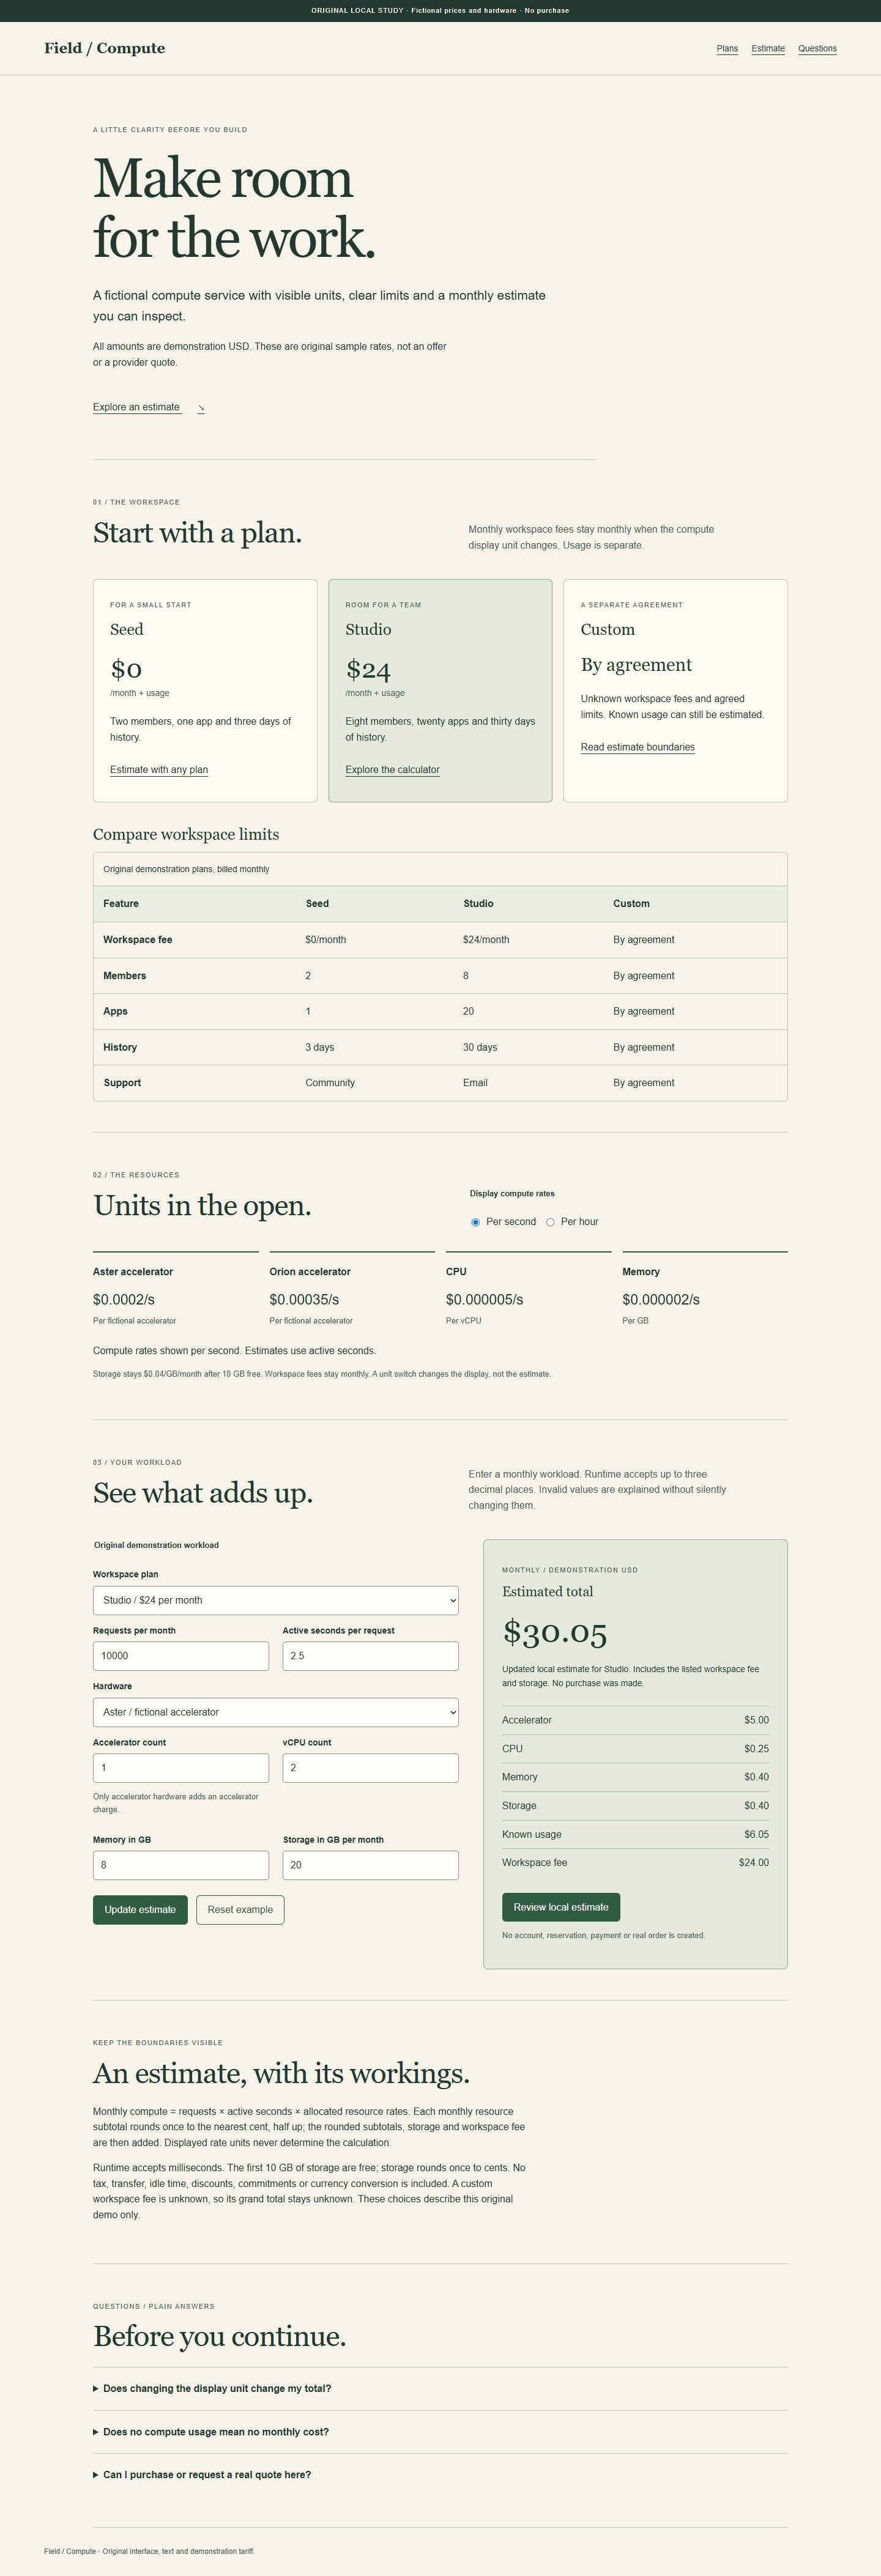 ORIGINAL LOCAL STUDY · Fictional prices and hardware · No purchase
Field / Compute
Plans
Estimate
Questions
A LITTLE CLARITY BEFORE YOU BUILD
Make room
for the work.
A fictional compute service with visible units, clear limits and a monthly estimate
you can inspect.
All amounts are demonstration USD. These are original sample rates, not an offer
or a provider quote.
Explore an estimate ↘
01 / THE WORKSPACE
Start with a plan.
Monthly workspace fees stay monthly when the compute
display unit changes. Usage is separate.
FOR A SMALL START
Seed
$0
/month + usage
Two members, one app and three days of
history.
Estimate with any plan
ROOM FOR A TEAM
Studio
$24
/month + usage
Eight members, twenty apps and thirty days
of history.
Explore the calculator
A SEPARATE AGREEMENT
Custom
By agreement
Unknown workspace fees and agreed
limits. Known usage can still be estimated.
Read estimate boundaries
Compare workspace limits
Original demonstration plans, billed monthly
Feature Seed Studio Custom
Workspace fee $0/month $24/month By agreement
Members 2 8 By agreement
Apps 1 20 By agreement
History 3 days 30 days By agreement
Support Community Email By agreement
02 / THE RESOURCES
Units in the open.
Display compute rates
Per second Per hour
Aster accelerator
$0.0002/s
Per fictional accelerator
Orion accelerator
$0.00035/s
Per fictional accelerator
CPU
$0.000005/s
Per vCPU
Memory
$0.000002/s
Per GB
Compute rates shown per second. Estimates use active seconds.
Storage stays $0.04/GB/month after 10 GB free. Workspace fees stay monthly. A unit switch changes the display, not the estimate.
03 / YOUR WORKLOAD
See what adds up.
Enter a monthly workload. Runtime accepts up to three
decimal places. Invalid values are explained without silently
changing them.
Original demonstration workload
Workspace plan
Studio / $24 per month
Requests per month Active seconds per request
10000 2.5
Hardware
Aster / fictional accelerator
Accelerator count vCPU count
1 2
Only accelerator hardware adds an accelerator
charge.
Memory in GB Storage in GB per month
8 20
Update estimate Reset example
MONTHLY / DEMONSTRATION USD
Estimated total
$30.05
Updated local estimate for Studio. Includes the listed workspace fee
and storage. No purchase was made.
Accelerator $5.00
CPU $0.25
Memory $0.40
Storage $0.40
Known usage $6.05
Workspace fee $24.00
Review local estimate
No account, reservation, payment or real order is created.
KEEP THE BOUNDARIES VISIBLE
An estimate, with its workings.
Monthly compute = requests × active seconds × allocated resource rates. Each monthly resource
subtotal rounds once to the nearest cent, half up; the rounded subtotals, storage and workspace fee
are then added. Displayed rate units never determine the calculation.
Runtime accepts milliseconds. The first 10 GB of storage are free; storage rounds once to cents. No
tax, transfer, idle time, discounts, commitments or currency conversion is included. A custom
workspace fee is unknown, so its grand total stays unknown. These choices describe this original
demo only.
QUESTIONS / PLAIN ANSWERS
Before you continue.
Does changing the display unit change my total?
Does no compute usage mean no monthly cost?
Can I purchase or request a real quote here?
Field / Compute · Original interface, text and demonstration tariff.